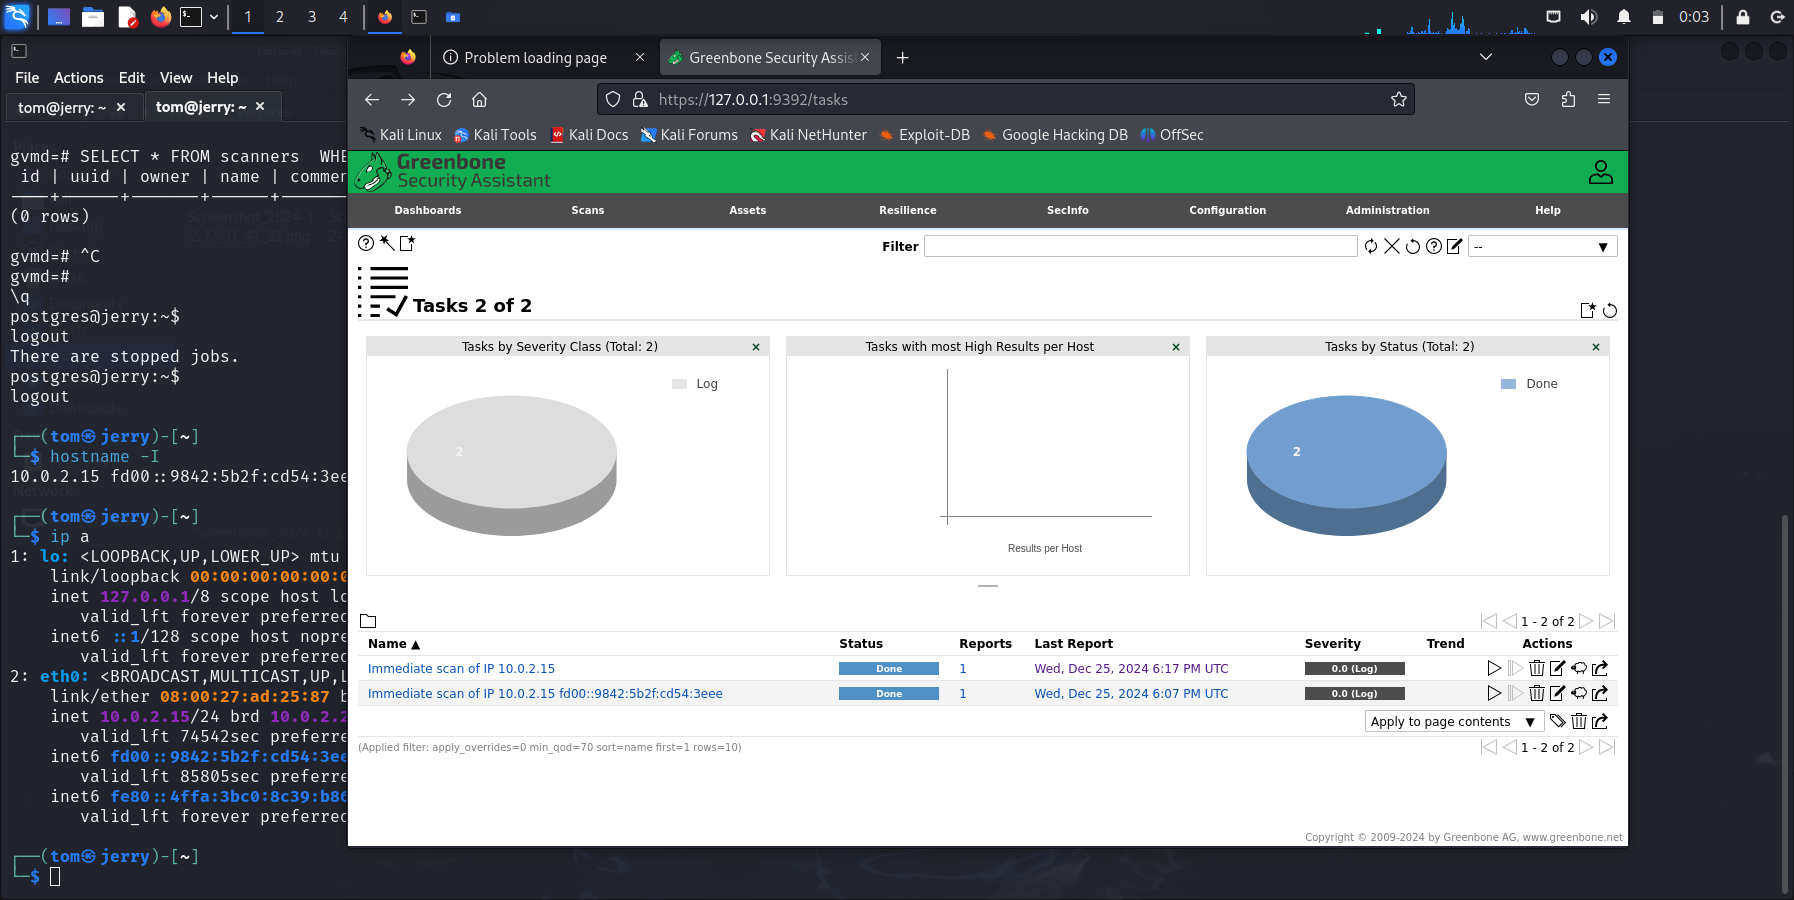 1 2 3 4
0:03
File Actions Edit View Help
tom@jerry: ~ ×
tom@jerry: ~ ×
gvmd=# SELECT * FROM scanners WHE
id | uuid | owner | name | commen
(0 rows)
gvmd=# ^C
gvmd=#
\q
postgres@jerry:~$
logout
There are stopped jobs.
postgres@jerry:~$
logout
(tom㉿jerry)-[~]
$ hostname -I
10.0.2.15 fd00::9842:5b2f:cd54:3eee
(tom㉿jerry)-[~]
$ ip a
1: lo: <LOOPBACK,UP,LOWER_UP> mtu
link/loopback 00:00:00:00:00:0
inet 127.0.0.1/8 scope host lo
valid_lft forever preferred
inet6 ::1/128 scope host nopre
valid_lft forever preferred
2: eth0: <BROADCAST,MULTICAST,UP,L
link/ether 08:00:27:ad:25:87 b
inet 10.0.2.15/24 brd 10.0.2.2
valid_lft 74542sec preferre
inet6 fd00::9842:5b2f:cd54:3ee
valid_lft 85805sec preferre
inet6 fe80::4ffa:3bc0:8c39:b86
valid_lft forever preferred
(tom㉿jerry)-[~]
$
Problem loading page
Greenbone Security Assis
https://127.0.0.1:9392/tasks
Kali Linux Kali Tools Kali Docs Kali Forums Kali NetHunter Exploit-DB Google Hacking DB OffSec
Greenbone
Security Assistant
Dashboards Scans Assets Resilience SecInfo Configuration Administration Help
Filter --
Tasks 2 of 2
Tasks by Severity Class (Total: 2) ×
Log
2
Tasks with most High Results per Host ×
Results per Host
Tasks by Status (Total: 2) ×
Done
2
1 - 2 of 2
Name ▲ Status Reports Last Report Severity Trend Actions
Immediate scan of IP 10.0.2.15 Done 1 Wed, Dec 25, 2024 6:17 PM UTC 0.0 (Log)
Immediate scan of IP 10.0.2.15 fd00::9842:5b2f:cd54:3eee Done 1 Wed, Dec 25, 2024 6:07 PM UTC 0.0 (Log)
Apply to page contents ▼
(Applied filter: apply_overrides=0 min_qod=70 sort=name first=1 rows=10)
1 - 2 of 2
Copyright © 2009-2024 by Greenbone AG, www.greenbone.net